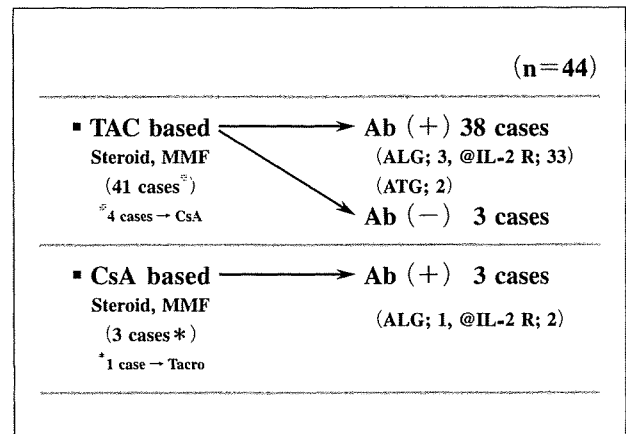 (n=44)
▪ TAC based → Ab (+) 38 cases
Steroid, MMF (ALG; 3, @IL-2 R; 33)
(41 cases※) (ATG; 2)
※4 cases → CsA
Ab (−) 3 cases
▪ CsA based → Ab (+) 3 cases
Steroid, MMF
(ALG; 1, @IL-2 R; 2)
(3 cases*)
*1 case → Tacro